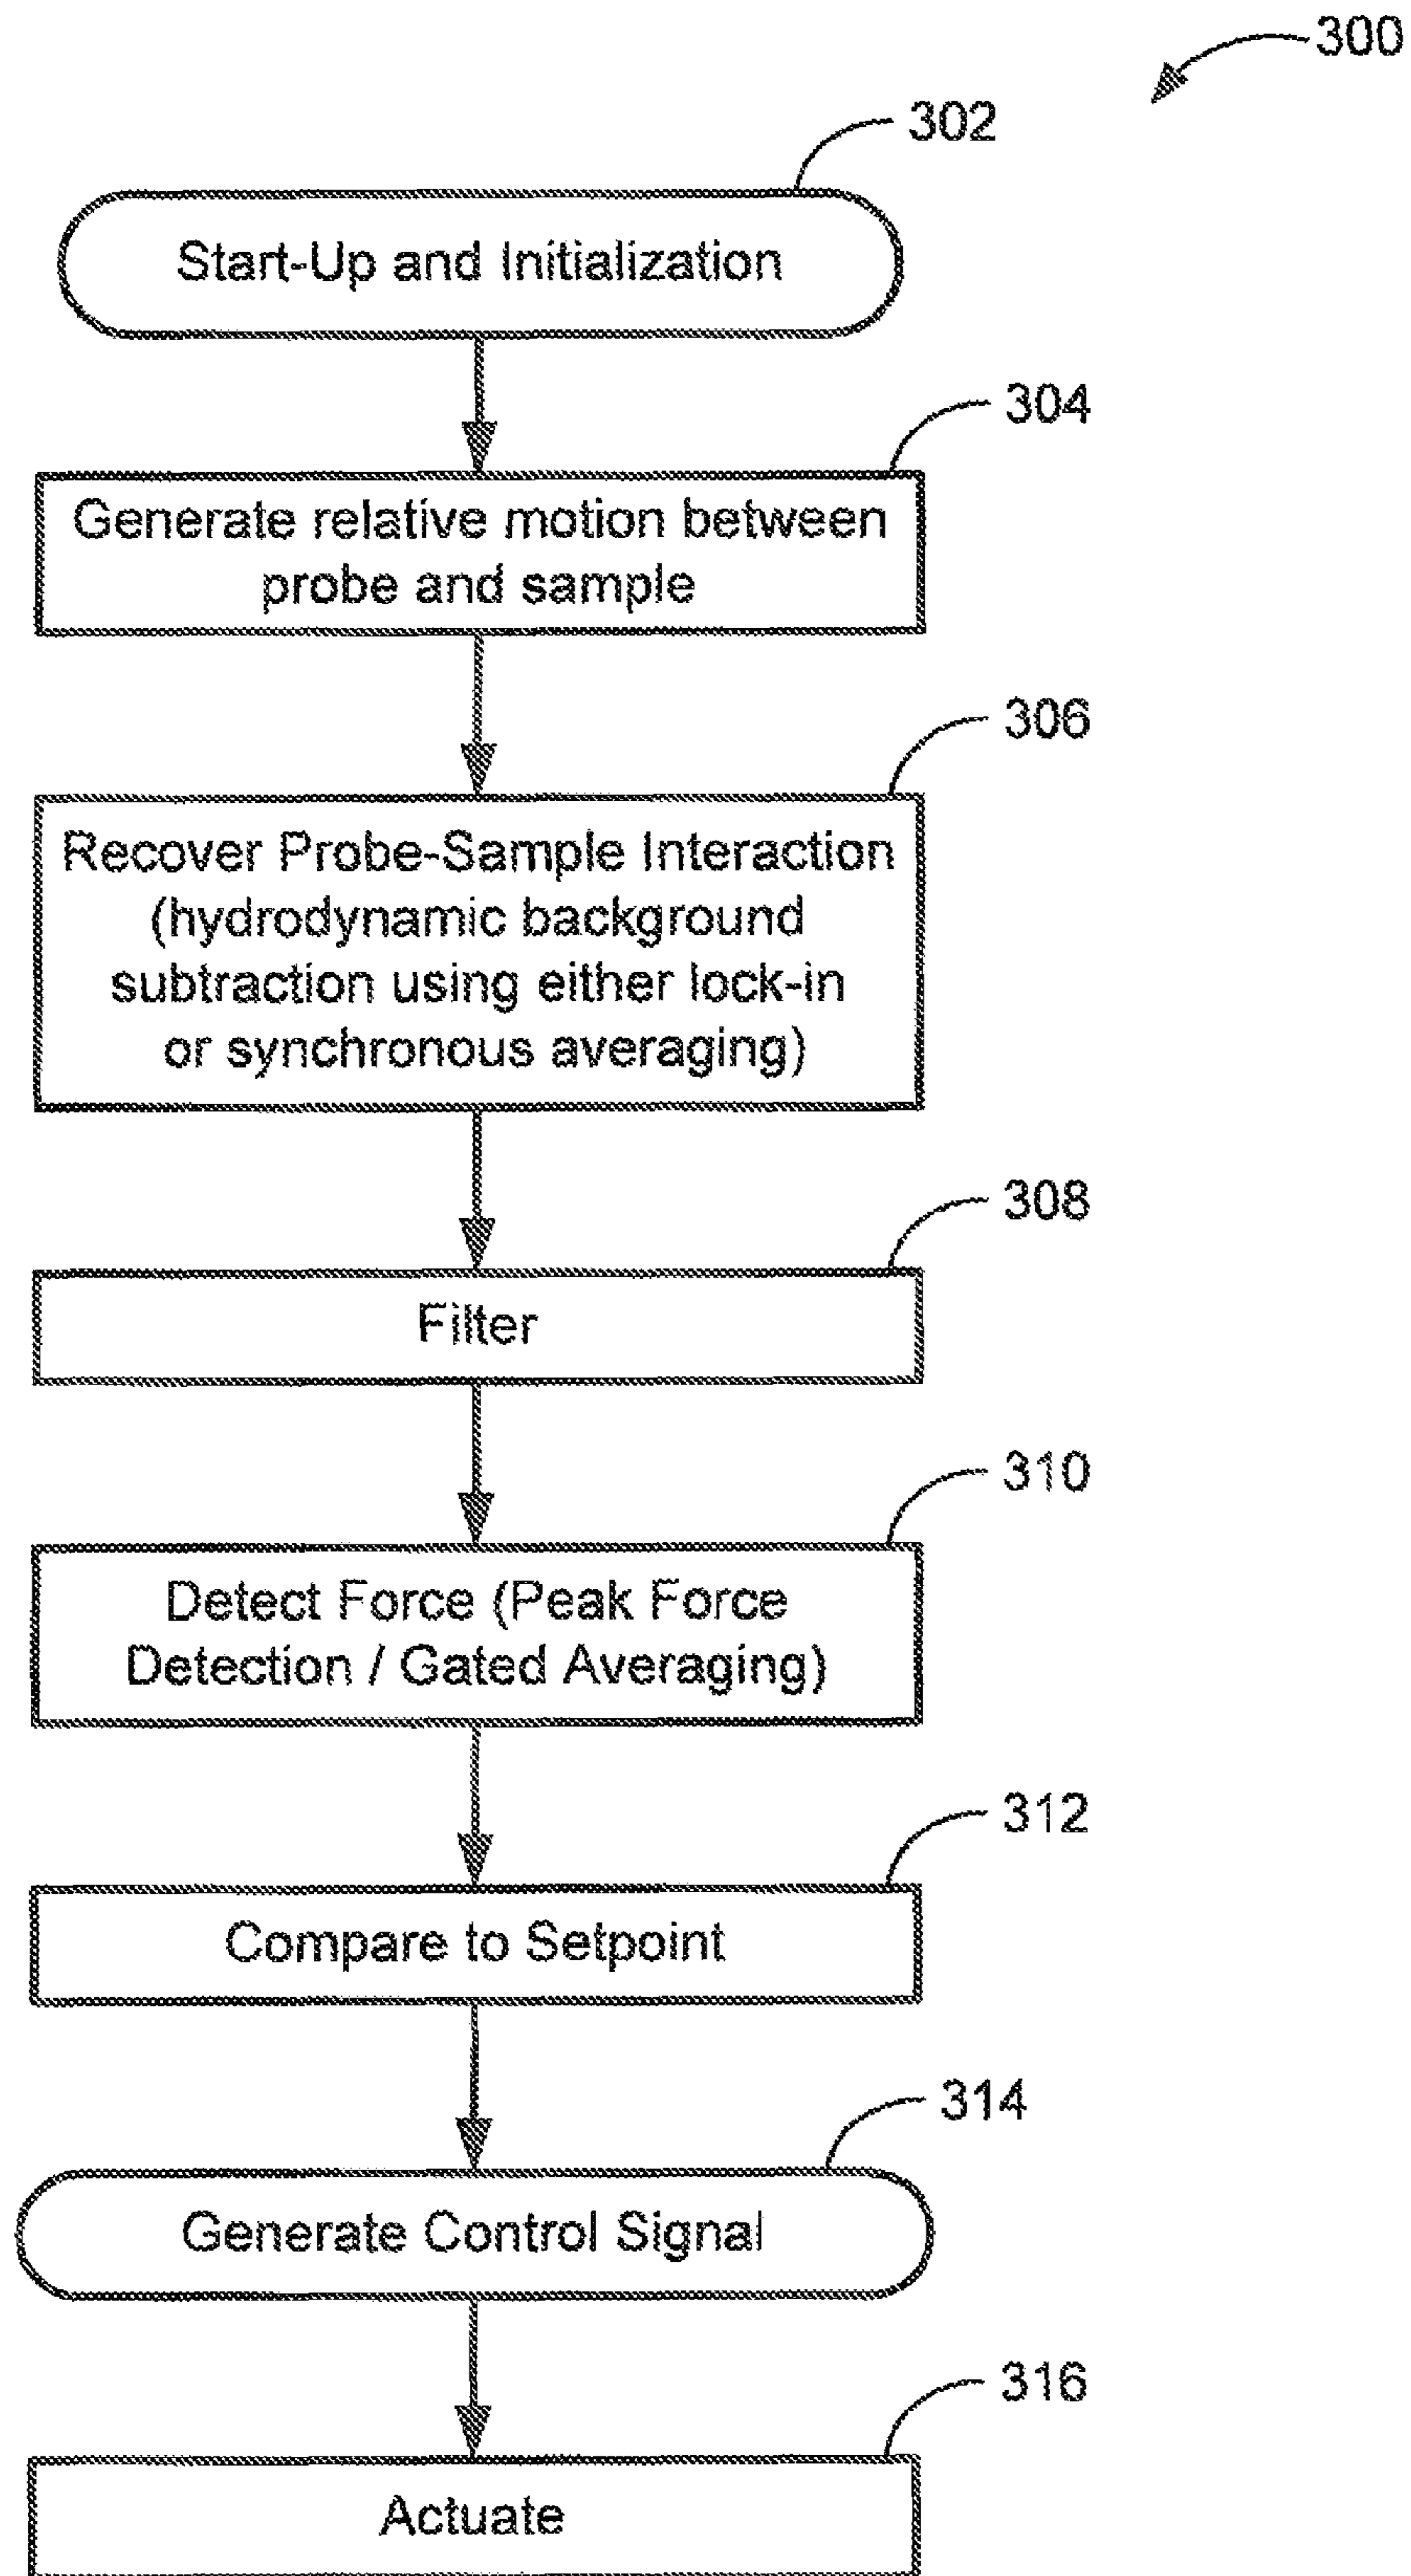 300
302
Start-Up and Initialization
304
Generate relative motion between
probe and sample
306
Recover Probe-Sample Interaction
(hydrodynamic background
subtraction using either lock-in
or synchronous averaging)
308
Filter
310
Detect Force (Peak Force
Detection / Gated Averaging)
312
Compare to Setpoint
314
Generate Control Signal
316
Actuate